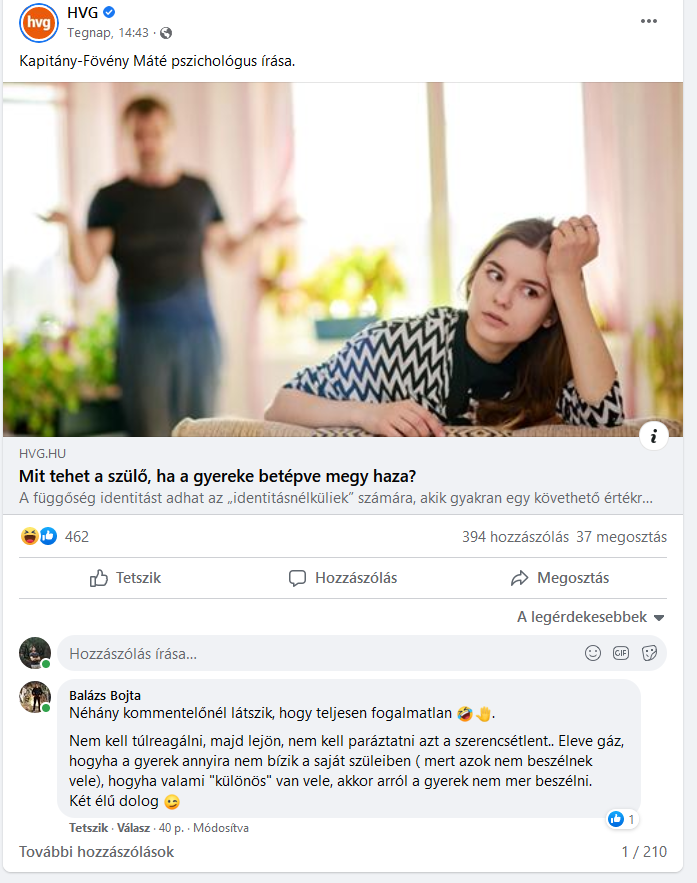 hvg
HVG
Tegnap, 14:43 ·
Kapitány-Fövény Máté pszichológus írása.
HVG.HU
Mit tehet a szülő, ha a gyereke betépve megy haza?
A függőség identitást adhat az „identitásnélküliek” számára, akik gyakran egy követhető értékr...
462
394 hozzászólás 37 megosztás
Tetszik
Hozzászólás
Megosztás
A legérdekesebbek
Hozzászólás írása...
GIF
Balázs Bojta
Néhány kommentelőnél látszik, hogy teljesen fogalmatlan 🤣🤚.
Nem kell túlreagálni, majd lejön, nem kell paráztatni azt a szerencsétlent.. Eleve gáz,
hogyha a gyerek annyira nem bízik a saját szüleiben ( mert azok nem beszélnek
vele), hogyha valami "különös" van vele, akkor arról a gyerek nem mer beszélni.
Két élű dolog 😉
1
Tetszik · Válasz · 40 p. · Módosítva
További hozzászólások
1 / 210